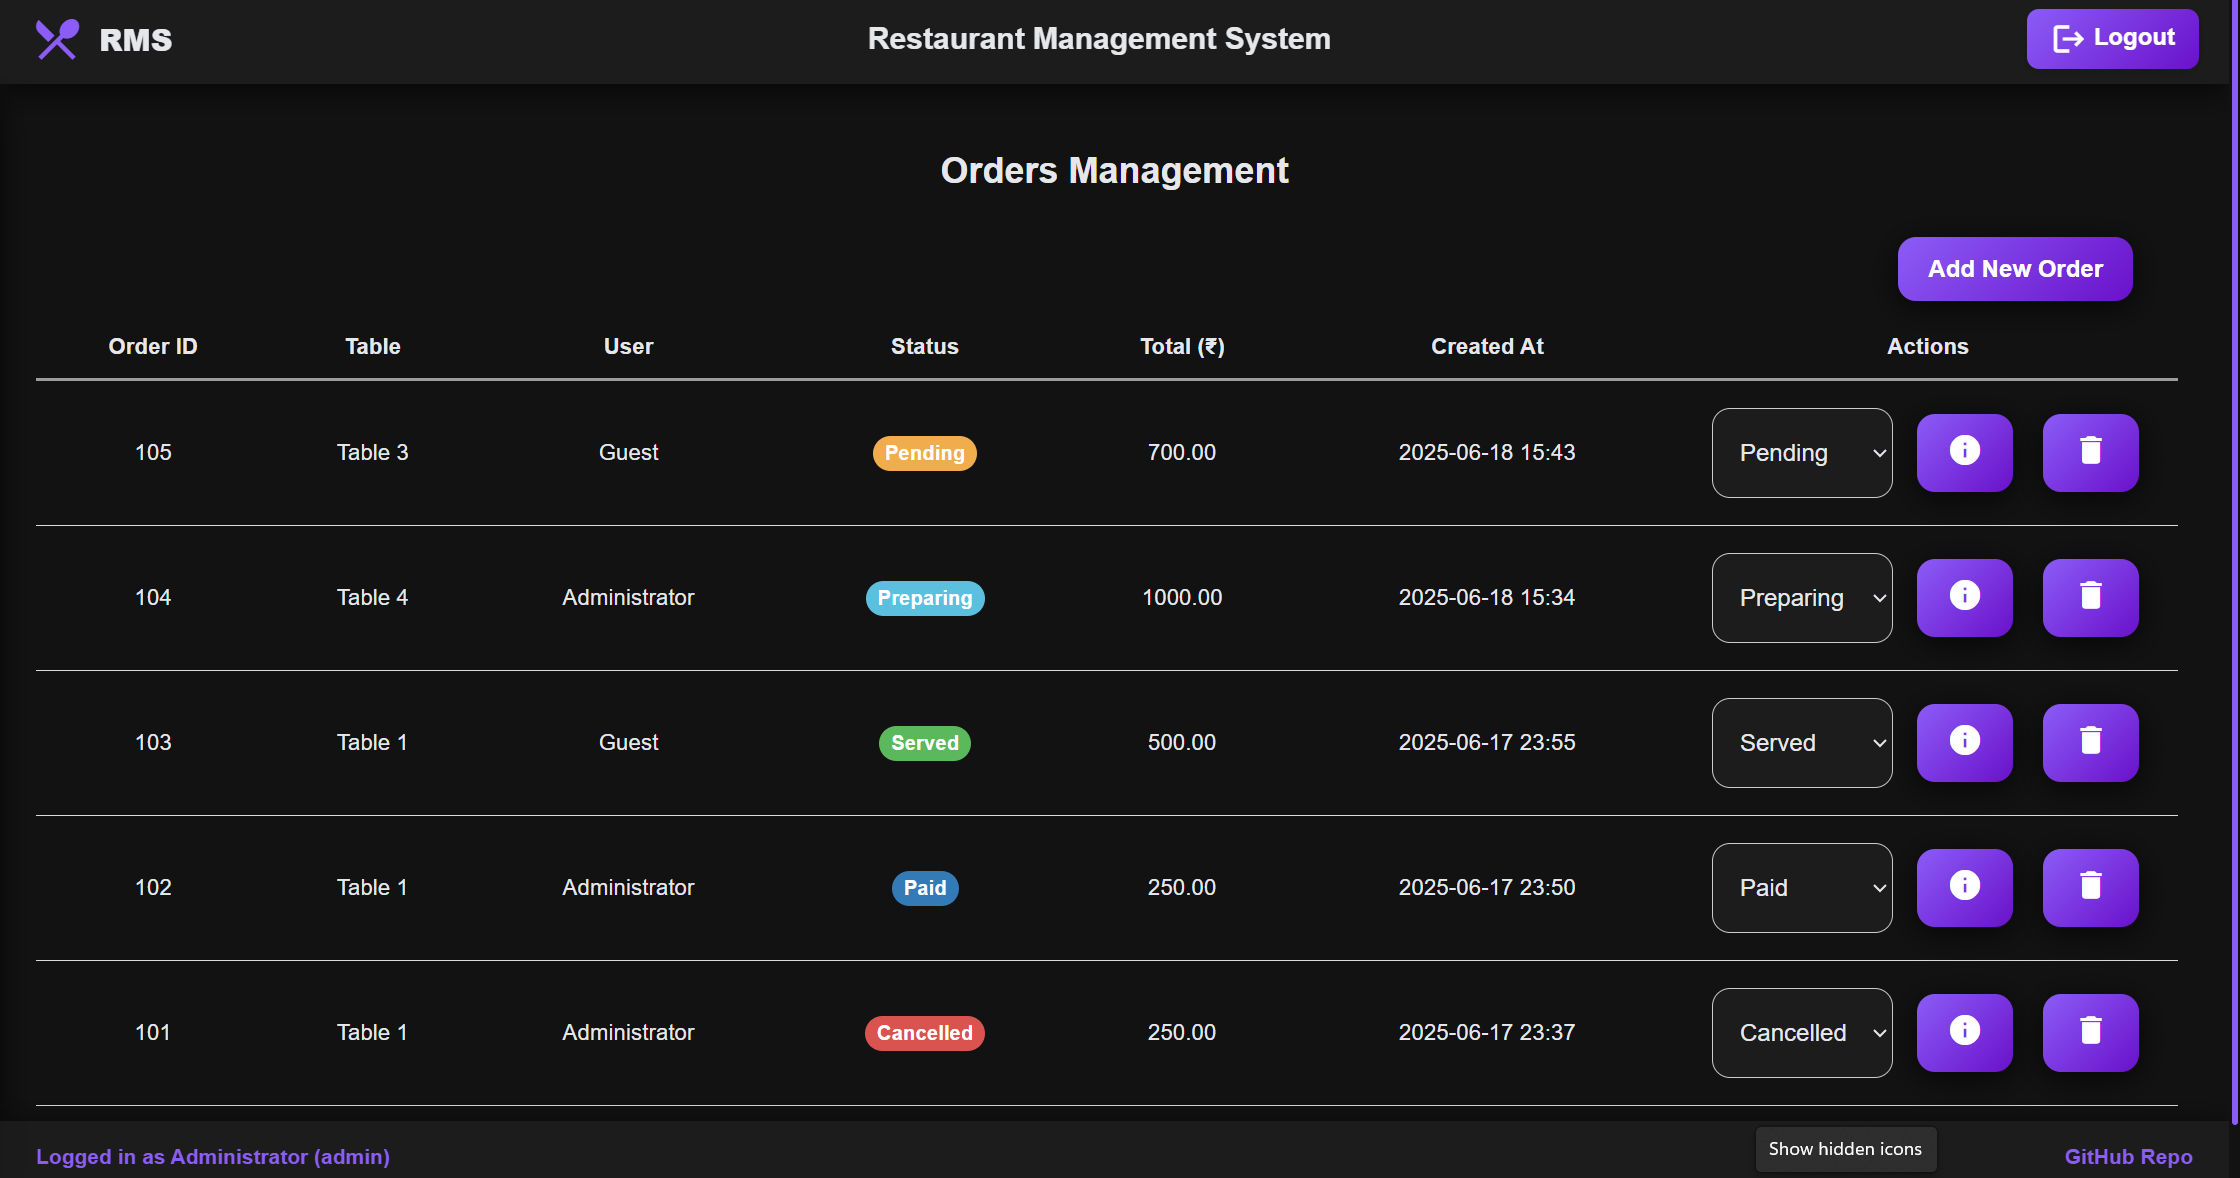 RMS
Restaurant Management System
Logout
Orders Management
Add New Order
Order ID Table User Status Total (₹) Created At Actions
105 Table 3 Guest Pending 700.00 2025-06-18 15:43 Pending
104 Table 4 Administrator Preparing 1000.00 2025-06-18 15:34 Preparing
103 Table 1 Guest Served 500.00 2025-06-17 23:55 Served
102 Table 1 Administrator Paid 250.00 2025-06-17 23:50 Paid
101 Table 1 Administrator Cancelled 250.00 2025-06-17 23:37 Cancelled
Logged in as Administrator (admin)
Show hidden icons
GitHub Repo